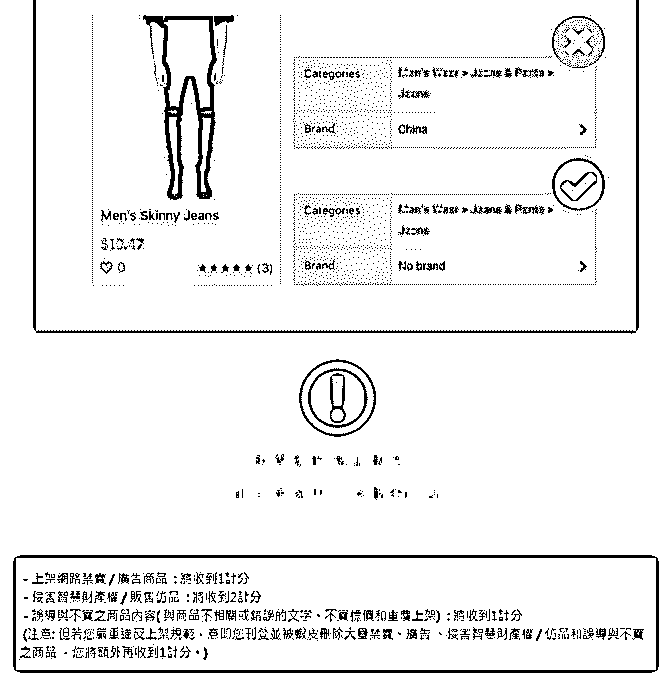 Categories
Men's Wear > Jeans & Pants >
Jeans
Brand
China
Categories
Men's Wear > Jeans & Pants >
Jeans
Brand
No brand
Men's Skinny Jeans
0
★★★★★ (3)
- 上架網路禁賣 / 廣告商品 : 將收到1計分
- 侵害智慧財產權 / 販售仿品 : 將收到2計分
- 誤導與不實之商品內容( 與商品不相關或錯誤的文字、不實標價和重覆上架) : 將收到1計分
(注意: 但若您嚴重違反上架規範，意即您刊登並被蝦皮刪除大量禁賣、廣告、侵害智慧財產權 / 仿品和誤導與不實
之商品，您將額外再收到1計分。)